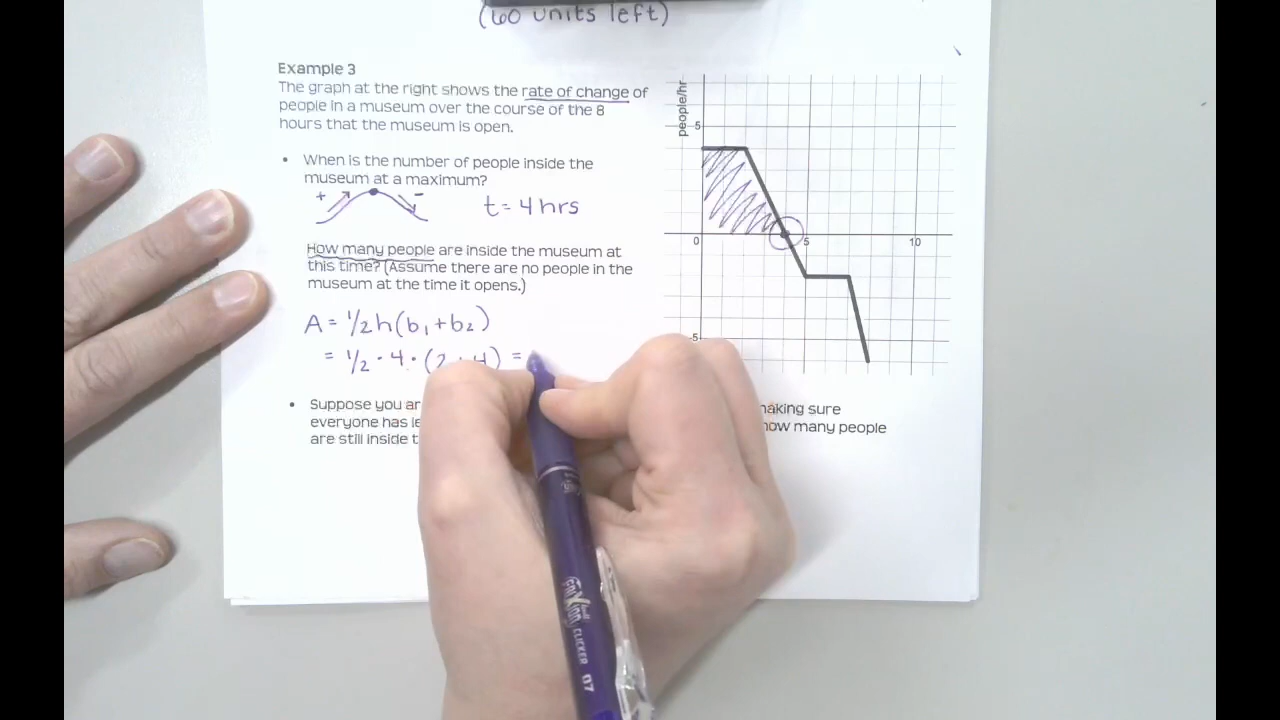 (60 units left)
Example 3
The graph at the right shows the rate of change of
people in a museum over the course of the 8
hours that the museum is open.
• When is the number of people inside the
museum at a maximum?
+ -
t = 4 hrs
How many people are inside the museum at
this time? (Assume there are no people in the
museum at the time it opens.)
A = 1/2 h (b1 + b2)
= 1/2 · 4 · (2 + 4) =
• Suppose you making sure
everyone has how many people
are still inside
people/hr
5
0 5 10
-5
FRIXION
CLICKER 07